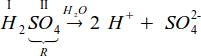 I II
H₂SO₄ →^{H₂O} 2 H⁺ + SO₄²⁻
R